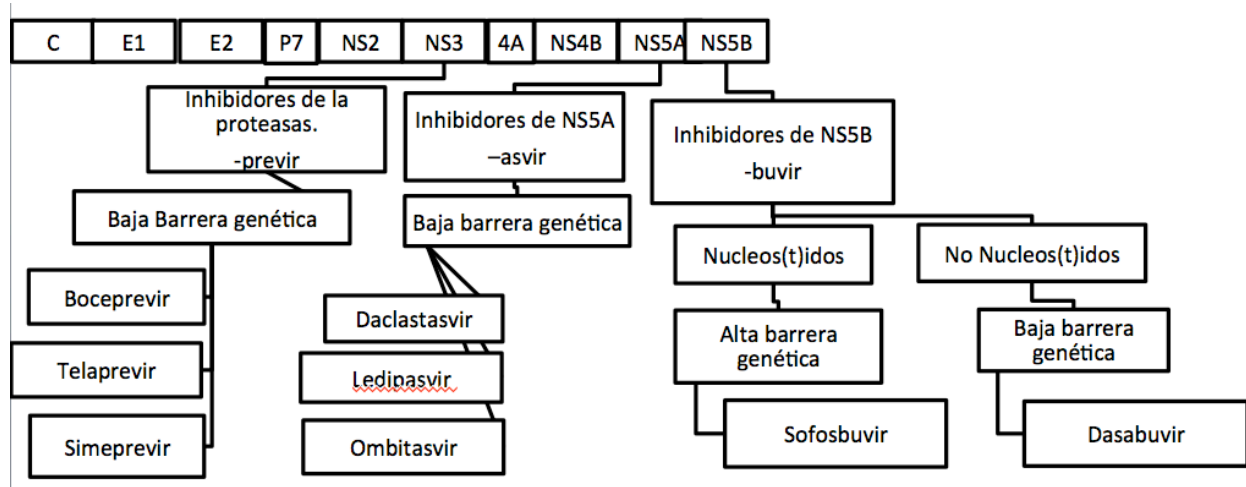 C E1 E2 P7 NS2 NS3 4A NS4B NS5A NS5B
Inhibidores de la
proteasas.
-previr
Inhibidores de NS5A
–asvir
Inhibidores de NS5B
-buvir
Baja Barrera genética
Baja barrera genética
Nucleos(t)idos
No Nucleos(t)idos
Boceprevir
Telaprevir
Simeprevir
Daclastasvir
Ledipasvir
Ombitasvir
Alta barrera
genética
Baja barrera
genética
Sofosbuvir
Dasabuvir